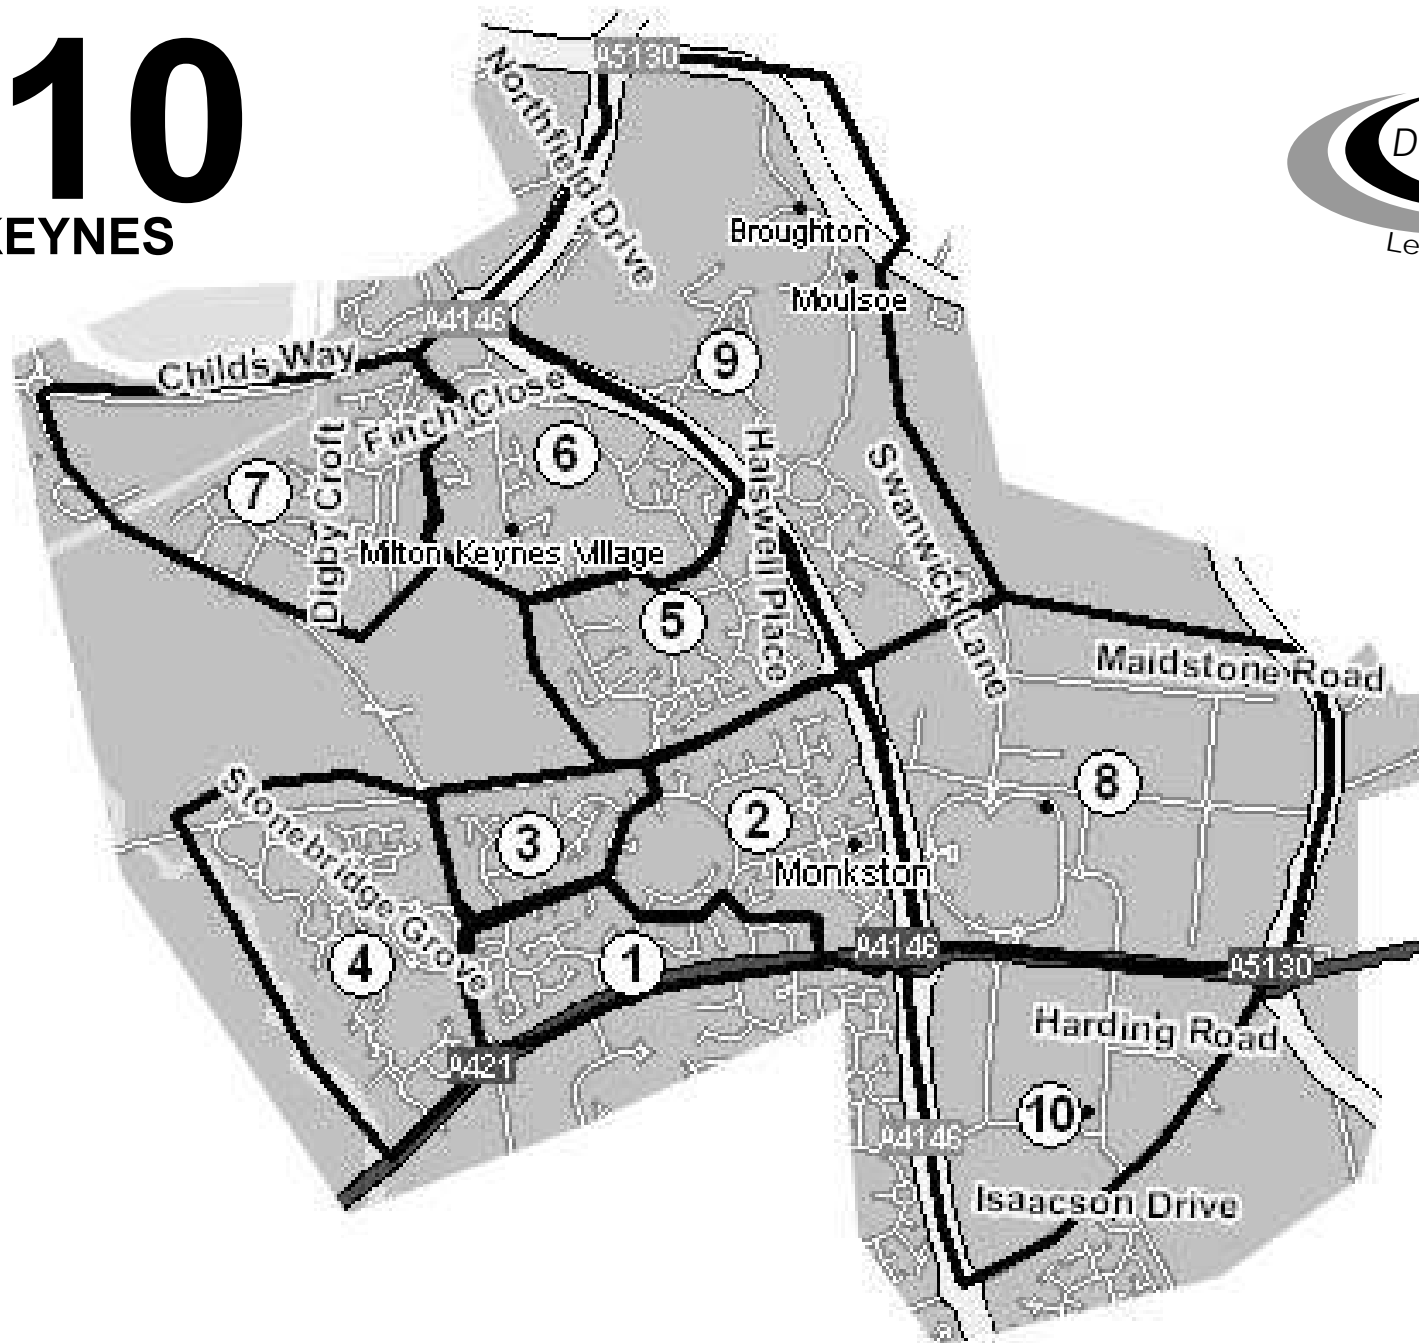 10
KEYNES
D
Le
A5130
Northfield Drive
Broughton
Moulsoe
A4146
Childs Way
9
Finch Close
6
7
Digby Croft
Halswell Place
Swanwick Lane
Milton Keynes Village
5
Maidstone Road
Stonebridge Grove
8
3
2
Monkston
4
1
A4146
A5130
A421
Harding Road
10
A4146
Isaacson Drive